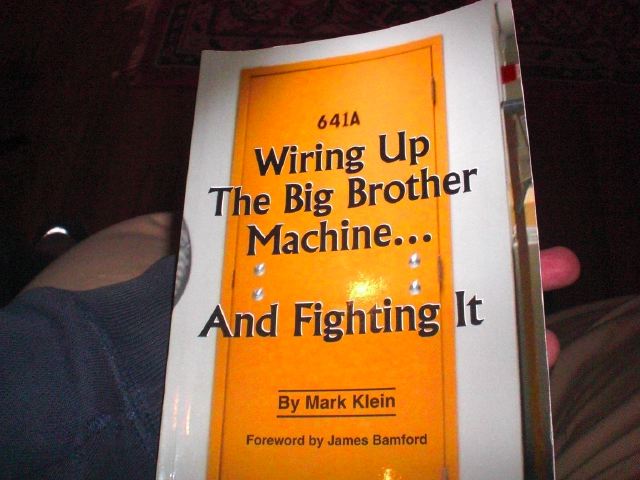 641A
Wiring Up
The Big Brother
Machine...
And Fighting It
By Mark Klein
Foreword by James Bamford